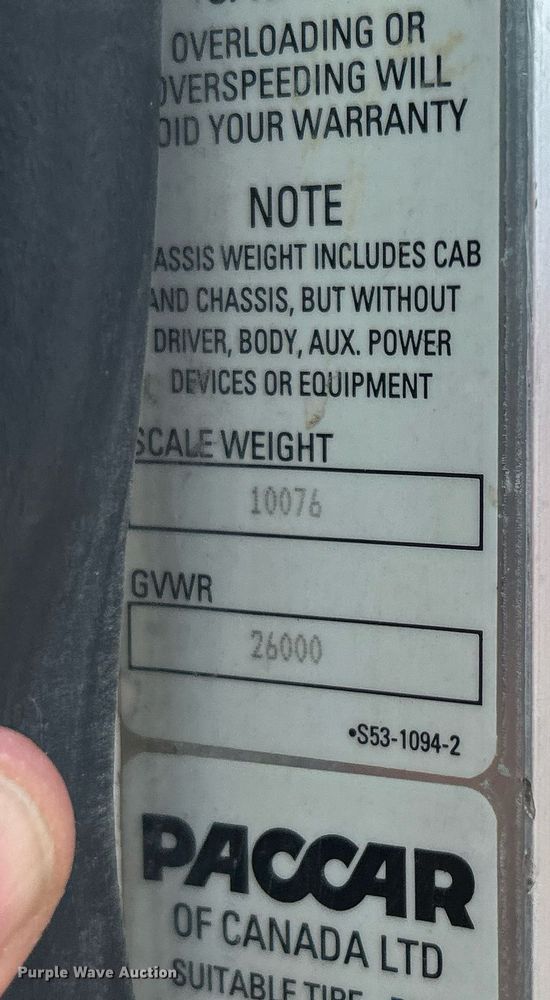 OVERLOADING OR
OVERSPEEDING WILL
OID YOUR WARRANTY
NOTE
ASSIS WEIGHT INCLUDES CAB
AND CHASSIS, BUT WITHOUT
DRIVER, BODY, AUX. POWER
DEVICES OR EQUIPMENT
SCALE WEIGHT
10076
GVWR
26000
•S53-1094-2
PACCAR
OF CANADA LTD
SUITABLE TIRE
Purple Wave Auction